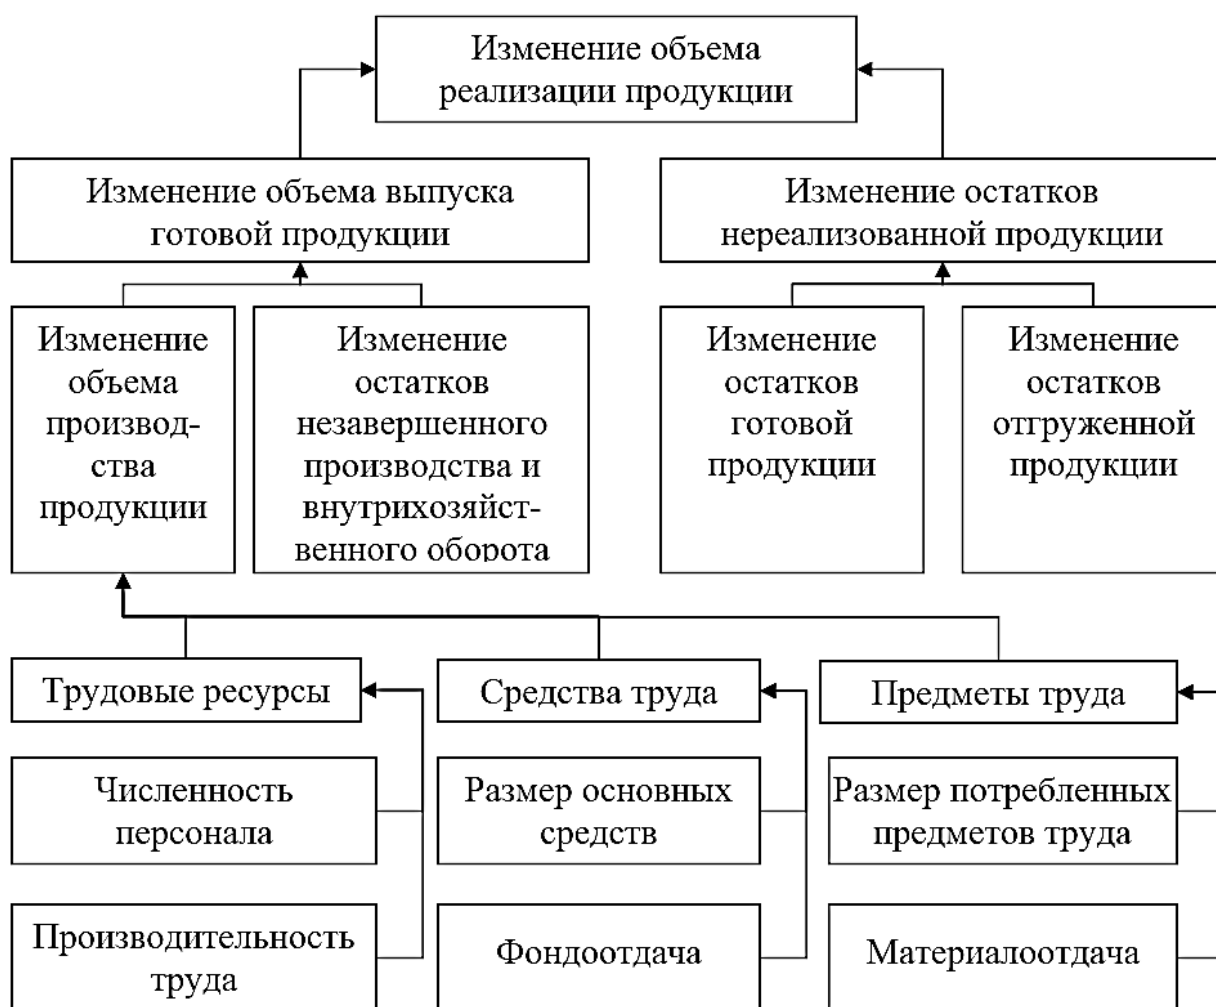 Изменение объема
реализации продукции
Изменение объема выпуска
готовой продукции
Изменение остатков
нереализованной продукции
Изменение
объема
производ-
ства
продукции
Изменение
остатков
незавершенного
производства и
внутрихозяйст-
венного оборота
Изменение
остатков
готовой
продукции
Изменение
остатков
отгруженной
продукции
Трудовые ресурсы
Средства труда
Предметы труда
Численность
персонала
Размер основных
средств
Размер потребленных
предметов труда
Производительность
труда
Фондоотдача
Материалоотдача